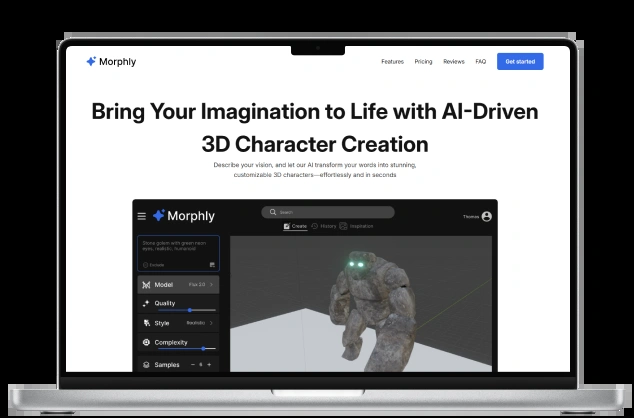 Morphly
Features Pricing Reviews FAQ Get started
Bring Your Imagination to Life with AI-Driven
3D Character Creation
Describe your vision, and let our AI transform your words into stunning,
customizable 3D characters—effortlessly and in seconds
Morphly
Search
Thomas
Create History Inspiration
Stone golem with green neon
eyes, realistic, humanoid
Model Flux 2.0
Quality
Style Realistic
Complexity
Samples − 6 +